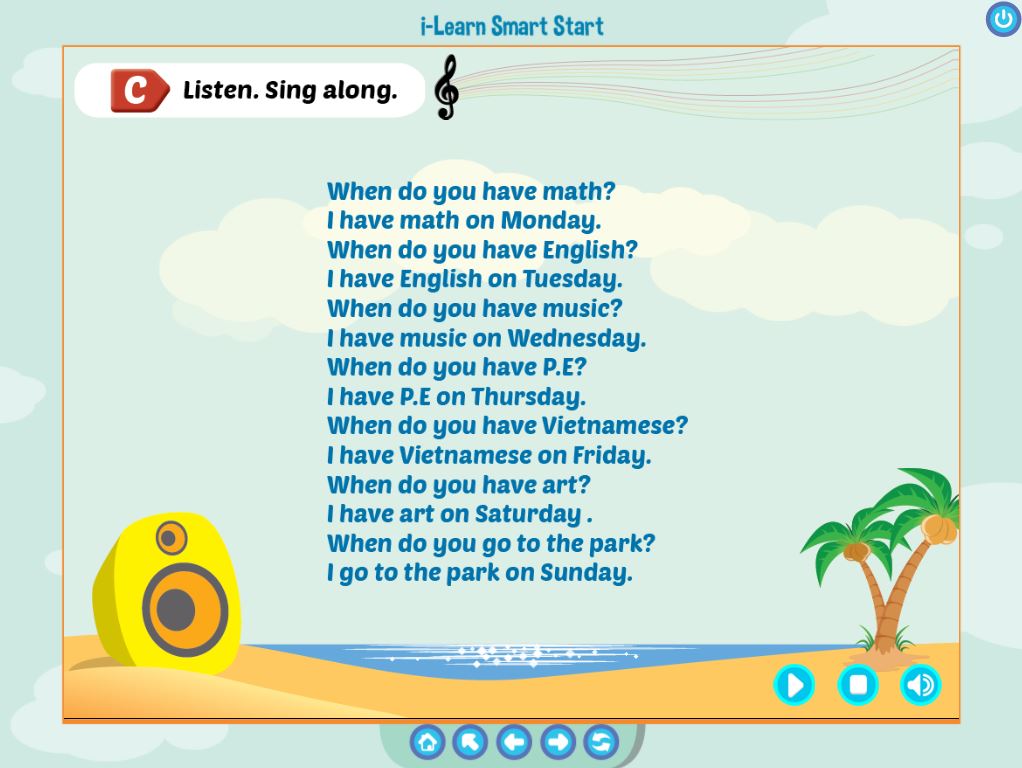 i-Learn Smart Start
C Listen. Sing along.
When do you have math?
I have math on Monday.
When do you have English?
I have English on Tuesday.
When do you have music?
I have music on Wednesday.
When do you have P.E?
I have P.E on Thursday.
When do you have Vietnamese?
I have Vietnamese on Friday.
When do you have art?
I have art on Saturday .
When do you go to the park?
I go to the park on Sunday.